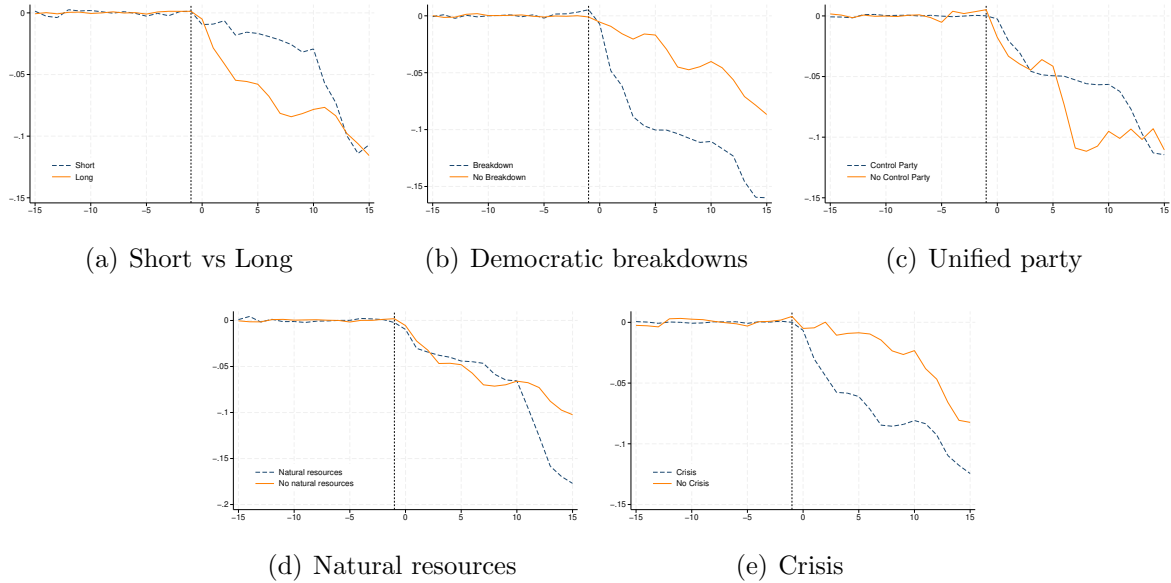 0
-.05
-.1
-.15
Short
Long
-15 -10 -5 0 5 10 15
(a) Short vs Long
0
-.05
-.1
-.15
Breakdown
No Breakdown
-15 -10 -5 0 5 10 15
(b) Democratic breakdowns
0
-.05
-.1
-.15
Control Party
No Control Party
-15 -10 -5 0 5 10 15
(c) Unified party
0
-.05
-.1
-.15
-.2
Natural resources
No natural resources
-15 -10 -5 0 5 10 15
(d) Natural resources
0
-.05
-.1
-.15
Crisis
No Crisis
-15 -10 -5 0 5 10 15
(e) Crisis